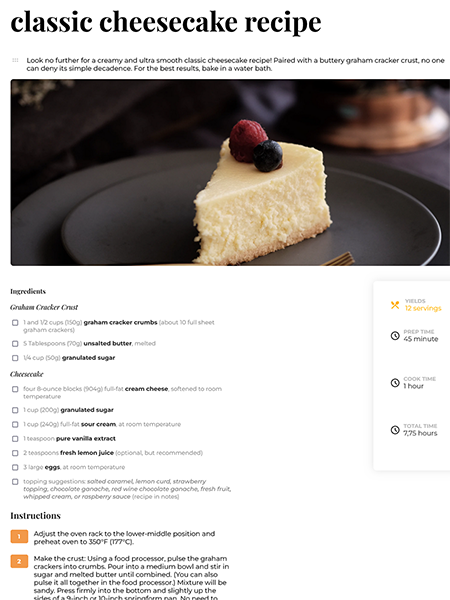 classic cheesecake recipe
Look no further for a creamy and ultra smooth classic cheesecake recipe! Paired with a buttery graham cracker crust, no one
can deny its simple decadence. For the best results, bake in a water bath.
Ingredients
Graham Cracker Crust
1 and 1/2 cups (150g) graham cracker crumbs (about 10 full sheet
graham crackers)
5 Tablespoons (70g) unsalted butter, melted
1/4 cup (50g) granulated sugar
Cheesecake
four 8-ounce blocks (904g) full-fat cream cheese, softened to room
temperature
1 cup (200g) granulated sugar
1 cup (240g) full-fat sour cream, at room temperature
1 teaspoon pure vanilla extract
2 teaspoons fresh lemon juice (optional, but recommended)
3 large eggs, at room temperature
topping suggestions: salted caramel, lemon curd, strawberry
topping, chocolate ganache, red wine chocolate ganache, fresh fruit,
whipped cream, or raspberry sauce (recipe in notes)
YIELDS
12 servings
PREP TIME
45 minute
COOK TIME
1 hour
TOTAL TIME
7,75 hours
Instructions
1 Adjust the oven rack to the lower-middle position and
preheat oven to 350°F (177°C).
2 Make the crust: Using a food processor, pulse the graham
crackers into crumbs. Pour into a medium bowl and stir in
sugar and melted butter until combined. (You can also
pulse it all together in the food processor.) Mixture will be
sandy. Press firmly into the bottom and slightly up the
sides of a 9-inch or 10-inch springform pan. No need to